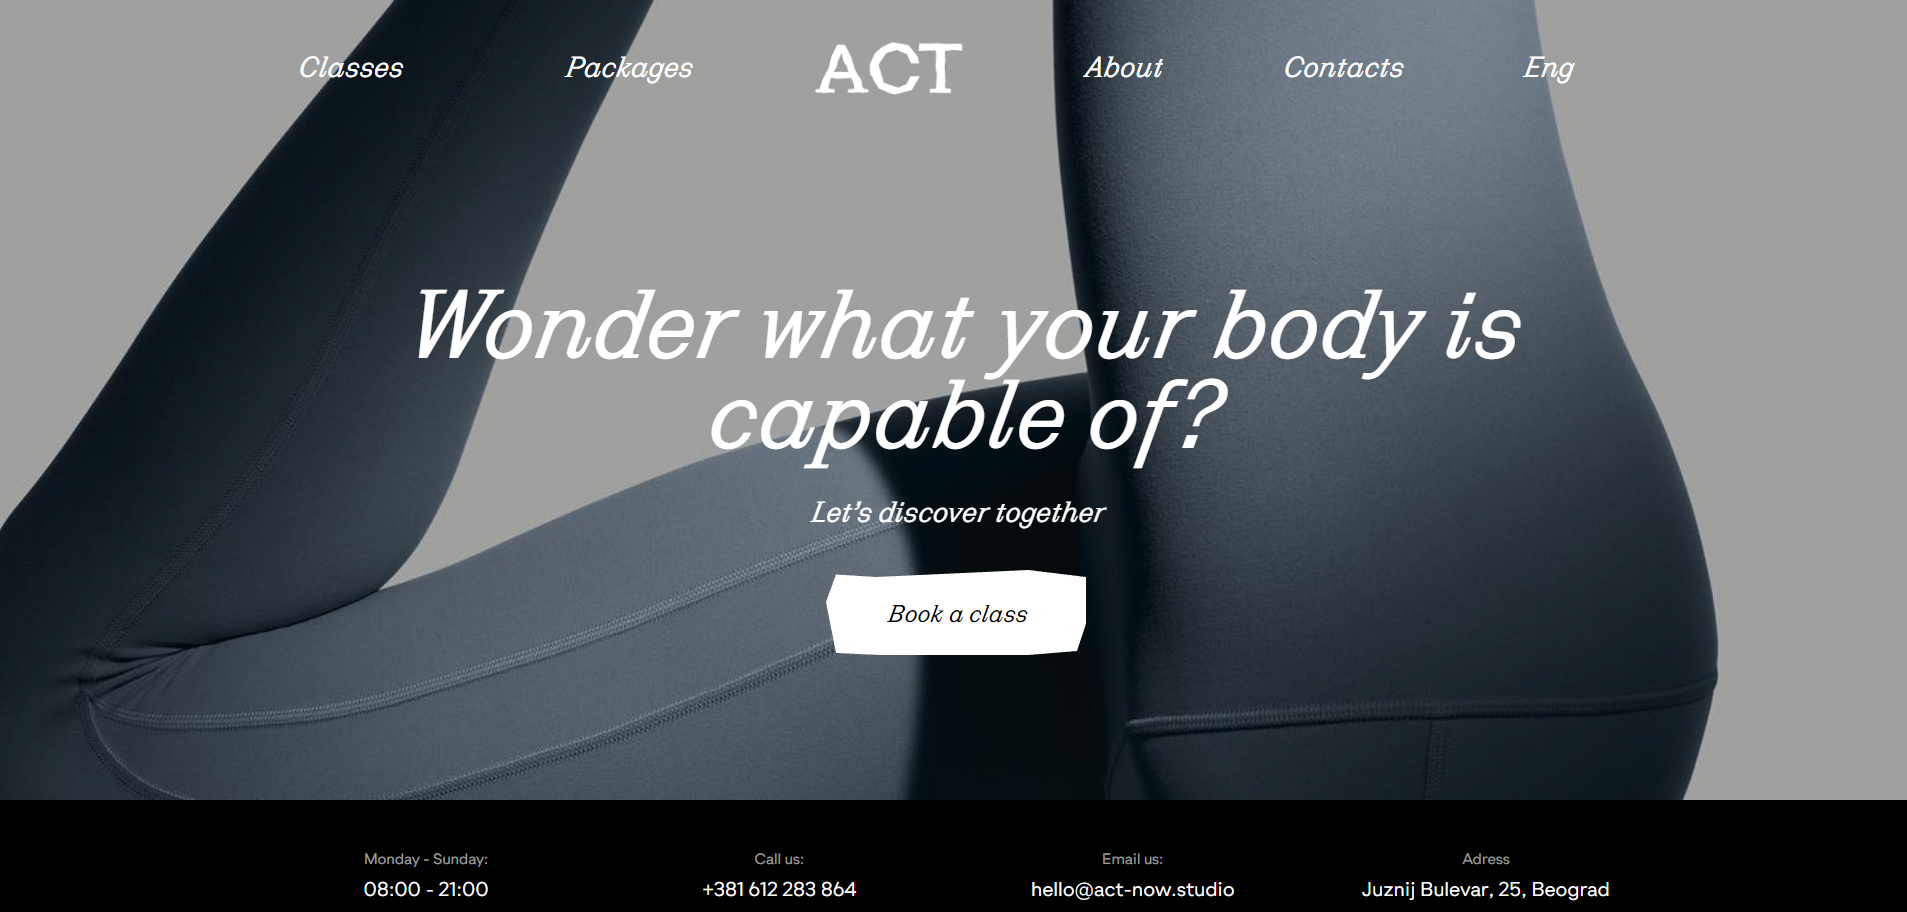 Classes
Packages
ACT
About
Contacts
Eng
Wonder what your body is
capable of?
Let's discover together
Book a class
Monday - Sunday:
08:00 - 21:00
Call us:
+381 612 283 864
Email us:
hello@act-now.studio
Adress
Juznij Bulevar, 25, Beograd